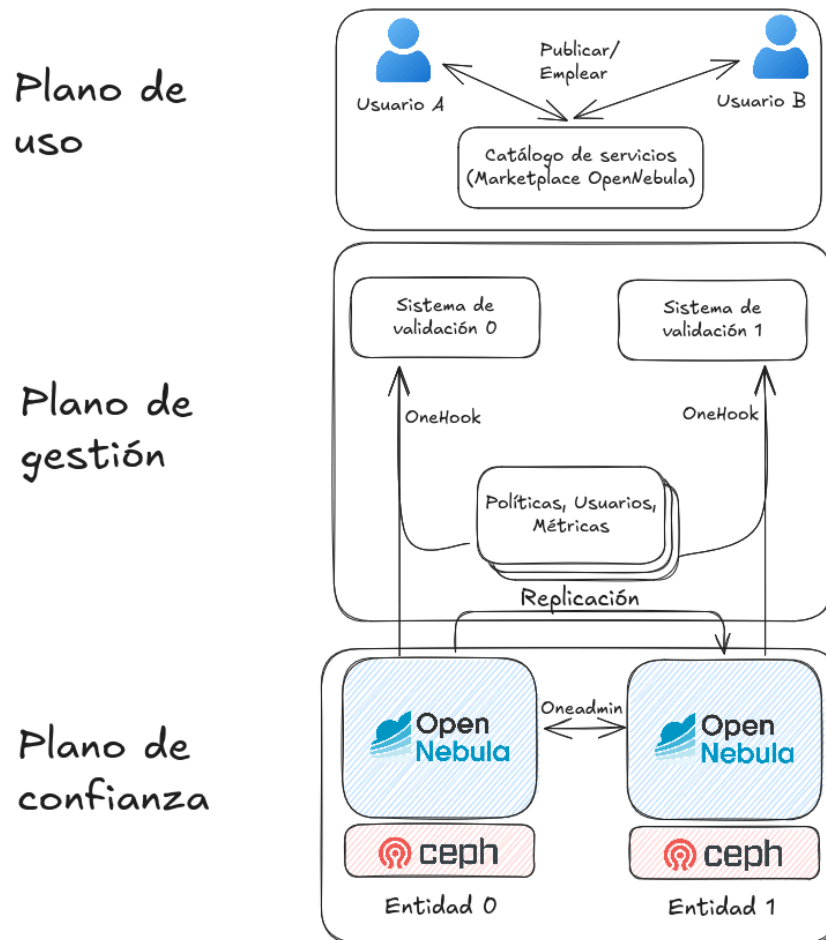 Plano de
uso
Usuario A
Publicar/
Emplear
Usuario B
Catálogo de servicios
(Marketplace OpenNebula)
Plano de
gestión
Sistema de
validación 0
Sistema de
validación 1
OneHook
OneHook
Políticas, Usuarios,
Métricas
Replicación
Plano de
confianza
Open
Nebula
Oneadmin
Open
Nebula
ceph
ceph
Entidad 0
Entidad 1